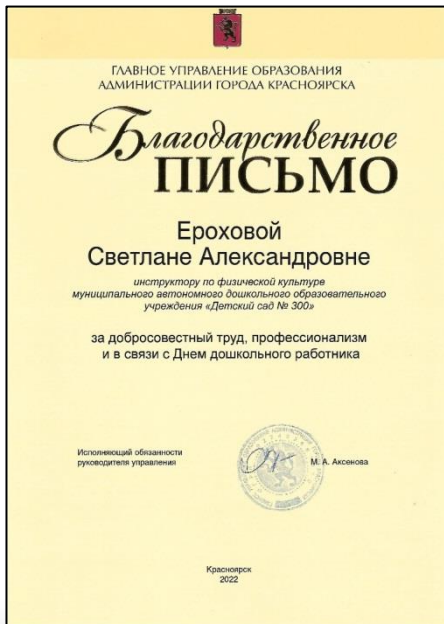 ГЛАВНОЕ УПРАВЛЕНИЕ ОБРАЗОВАНИЯ
АДМИНИСТРАЦИИ ГОРОДА КРАСНОЯРСКА
Благодарственное
ПИСЬМО
Ероховой
Светлане Александровне
инструктору по физической культуре
муниципального автономного дошкольного образовательного
учреждения «Детский сад № 300»
за добросовестный труд, профессионализм
и в связи с Днем дошкольного работника
Исполняющий обязанности
руководителя управления
М. А. Аксенова
Красноярск
2022